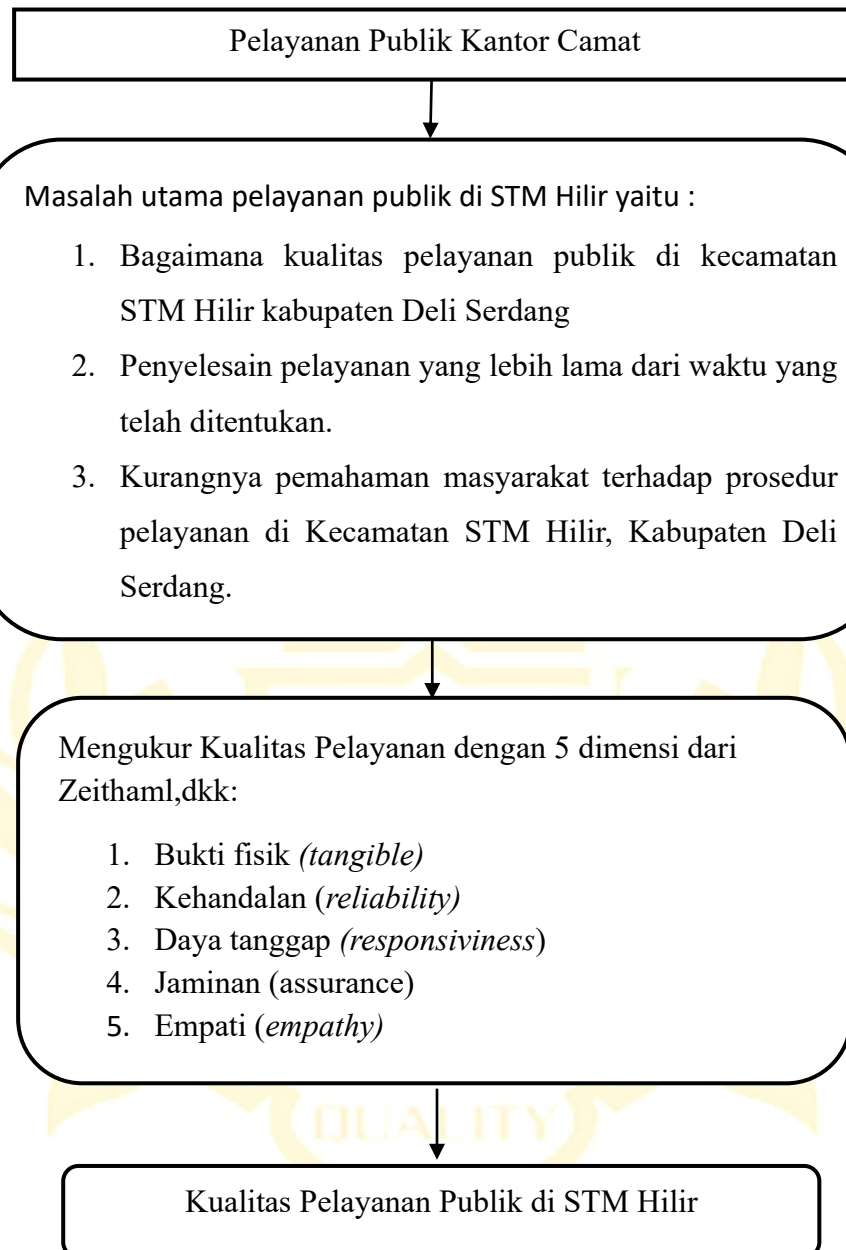 Pelayanan Publik Kantor Camat
Masalah utama pelayanan publik di STM Hilir yaitu :
1. Bagaimana kualitas pelayanan publik di kecamatan
STM Hilir kabupaten Deli Serdang
2. Penyelesain pelayanan yang lebih lama dari waktu yang
telah ditentukan.
3. Kurangnya pemahaman masyarakat terhadap prosedur
pelayanan di Kecamatan STM Hilir, Kabupaten Deli
Serdang.
Mengukur Kualitas Pelayanan dengan 5 dimensi dari
Zeithaml,dkk:
1. Bukti fisik (tangible)
2. Kehandalan (reliability)
3. Daya tanggap (responsiviness)
4. Jaminan (assurance)
5. Empati (empathy)
QUALITY
Kualitas Pelayanan Publik di STM Hilir